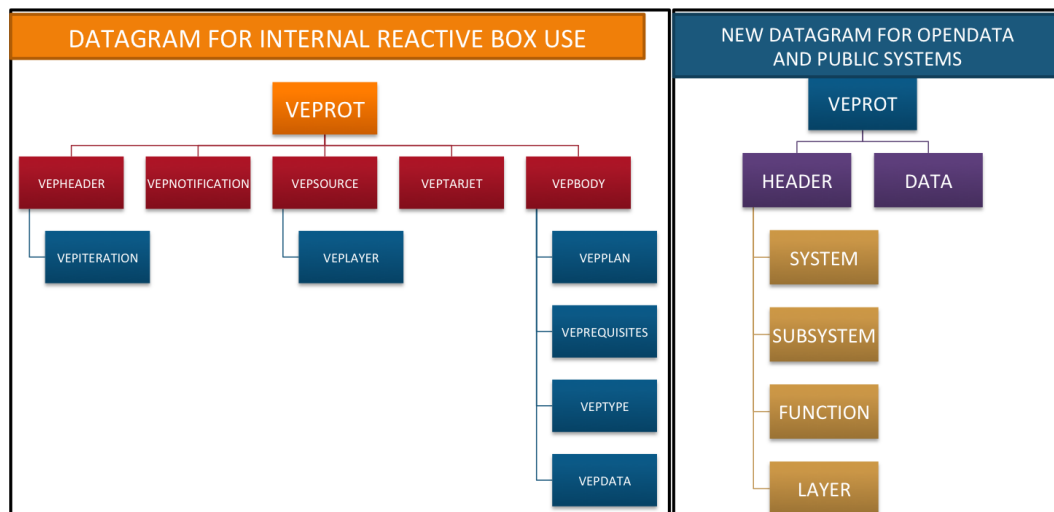 DATAGRAM FOR INTERNAL REACTIVE BOX USE
VEPROT
VEPHEADER
VEPNOTIFICATION
VEPSOURCE
VEPTARJET
VEPBODY
VEPITERATION
VEPLAYER
VEPPLAN
VEPREQUISITES
VEPTYPE
VEPDATA
NEW DATAGRAM FOR OPENDATA
AND PUBLIC SYSTEMS
VEPROT
HEADER
DATA
SYSTEM
SUBSYSTEM
FUNCTION
LAYER